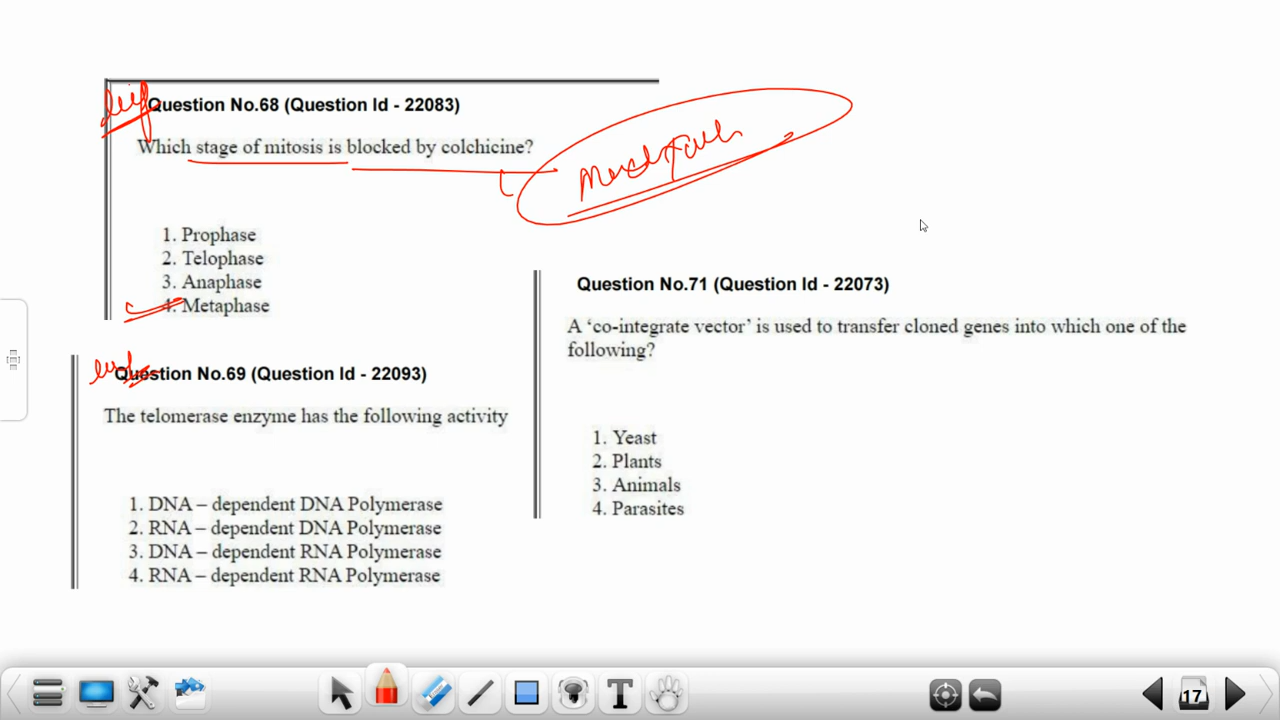 Question No.68 (Question Id - 22083)
Which stage of mitosis is blocked by colchicine?
1. Prophase
2. Telophase
3. Anaphase
4. Metaphase
Question No.69 (Question Id - 22093)
The telomerase enzyme has the following activity
1. DNA – dependent DNA Polymerase
2. RNA – dependent DNA Polymerase
3. DNA – dependent RNA Polymerase
4. RNA – dependent RNA Polymerase
Question No.71 (Question Id - 22073)
A ‘co-integrate vector’ is used to transfer cloned genes into which one of the
following?
1. Yeast
2. Plants
3. Animals
4. Parasites
T
17